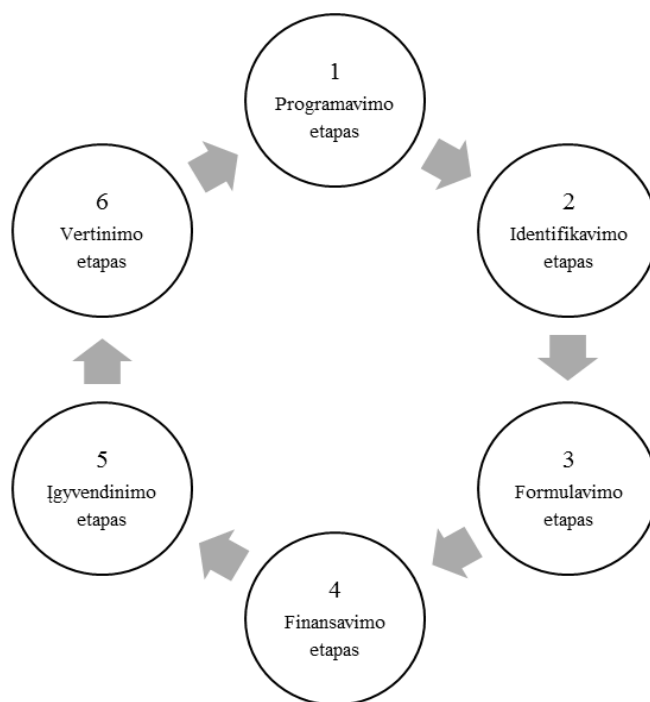 1
Programavimo
etapas
2
Identifikavimo
etapas
3
Formulavimo
etapas
4
Finansavimo
etapas
5
Įgyvendinimo
etapas
6
Vertinimo
etapas